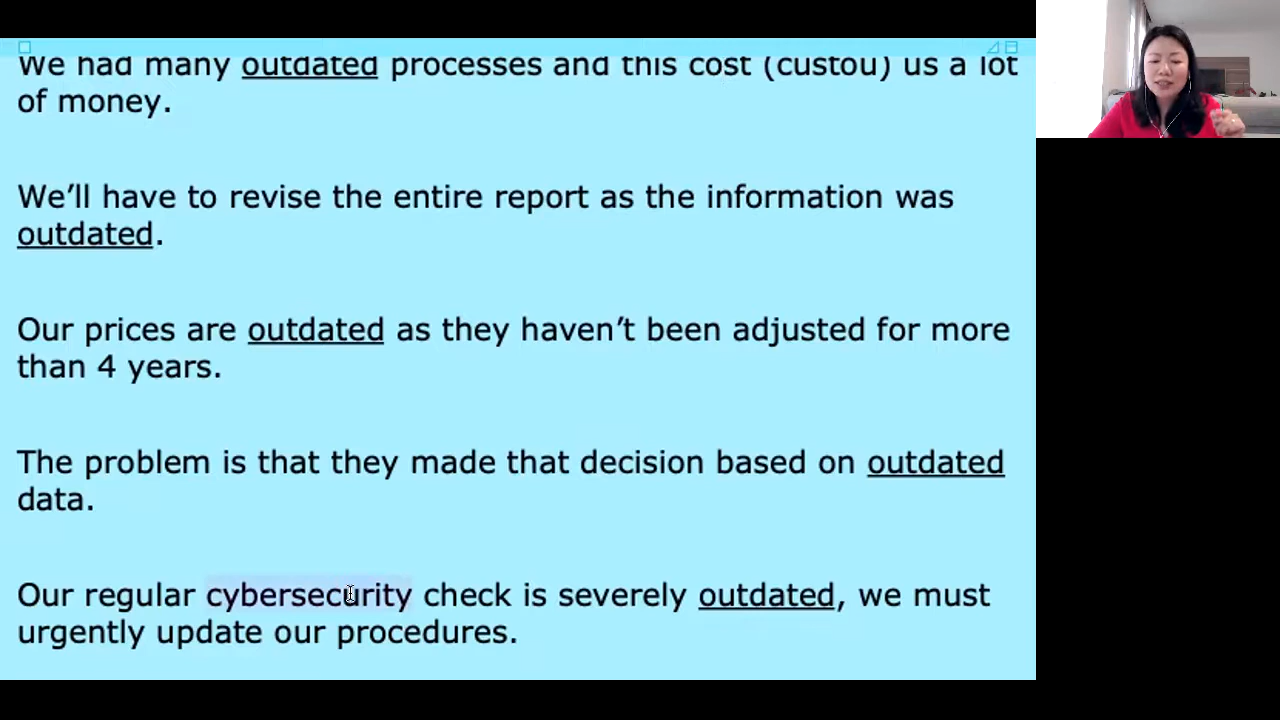 We had many outdated processes and this cost (custou) us a lot
of money.
We’ll have to revise the entire report as the information was
outdated.
Our prices are outdated as they haven’t been adjusted for more
than 4 years.
The problem is that they made that decision based on outdated
data.
Our regular cybersecurity check is severely outdated, we must
urgently update our procedures.